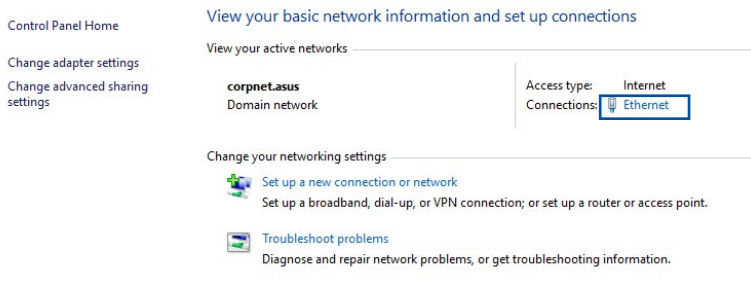 Control Panel Home
Change adapter settings
Change advanced sharing
settings
View your basic network information and set up connections
View your active networks
corpnet.asus
Domain network
Access type: Internet
Connections: Ethernet
Change your networking settings
Set up a new connection or network
Set up a broadband, dial-up, or VPN connection; or set up a router or access point.
Troubleshoot problems
Diagnose and repair network problems, or get troubleshooting information.